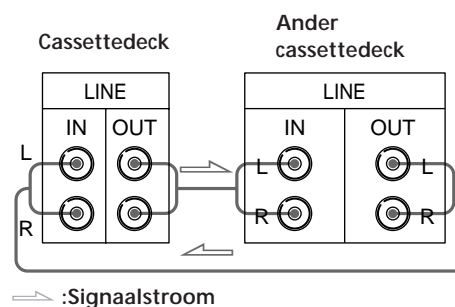 Cassettedeck
Ander
cassettedeck
LINE
LINE
IN OUT
IN OUT
L
L
L
R
R
R
:Signaalstroom